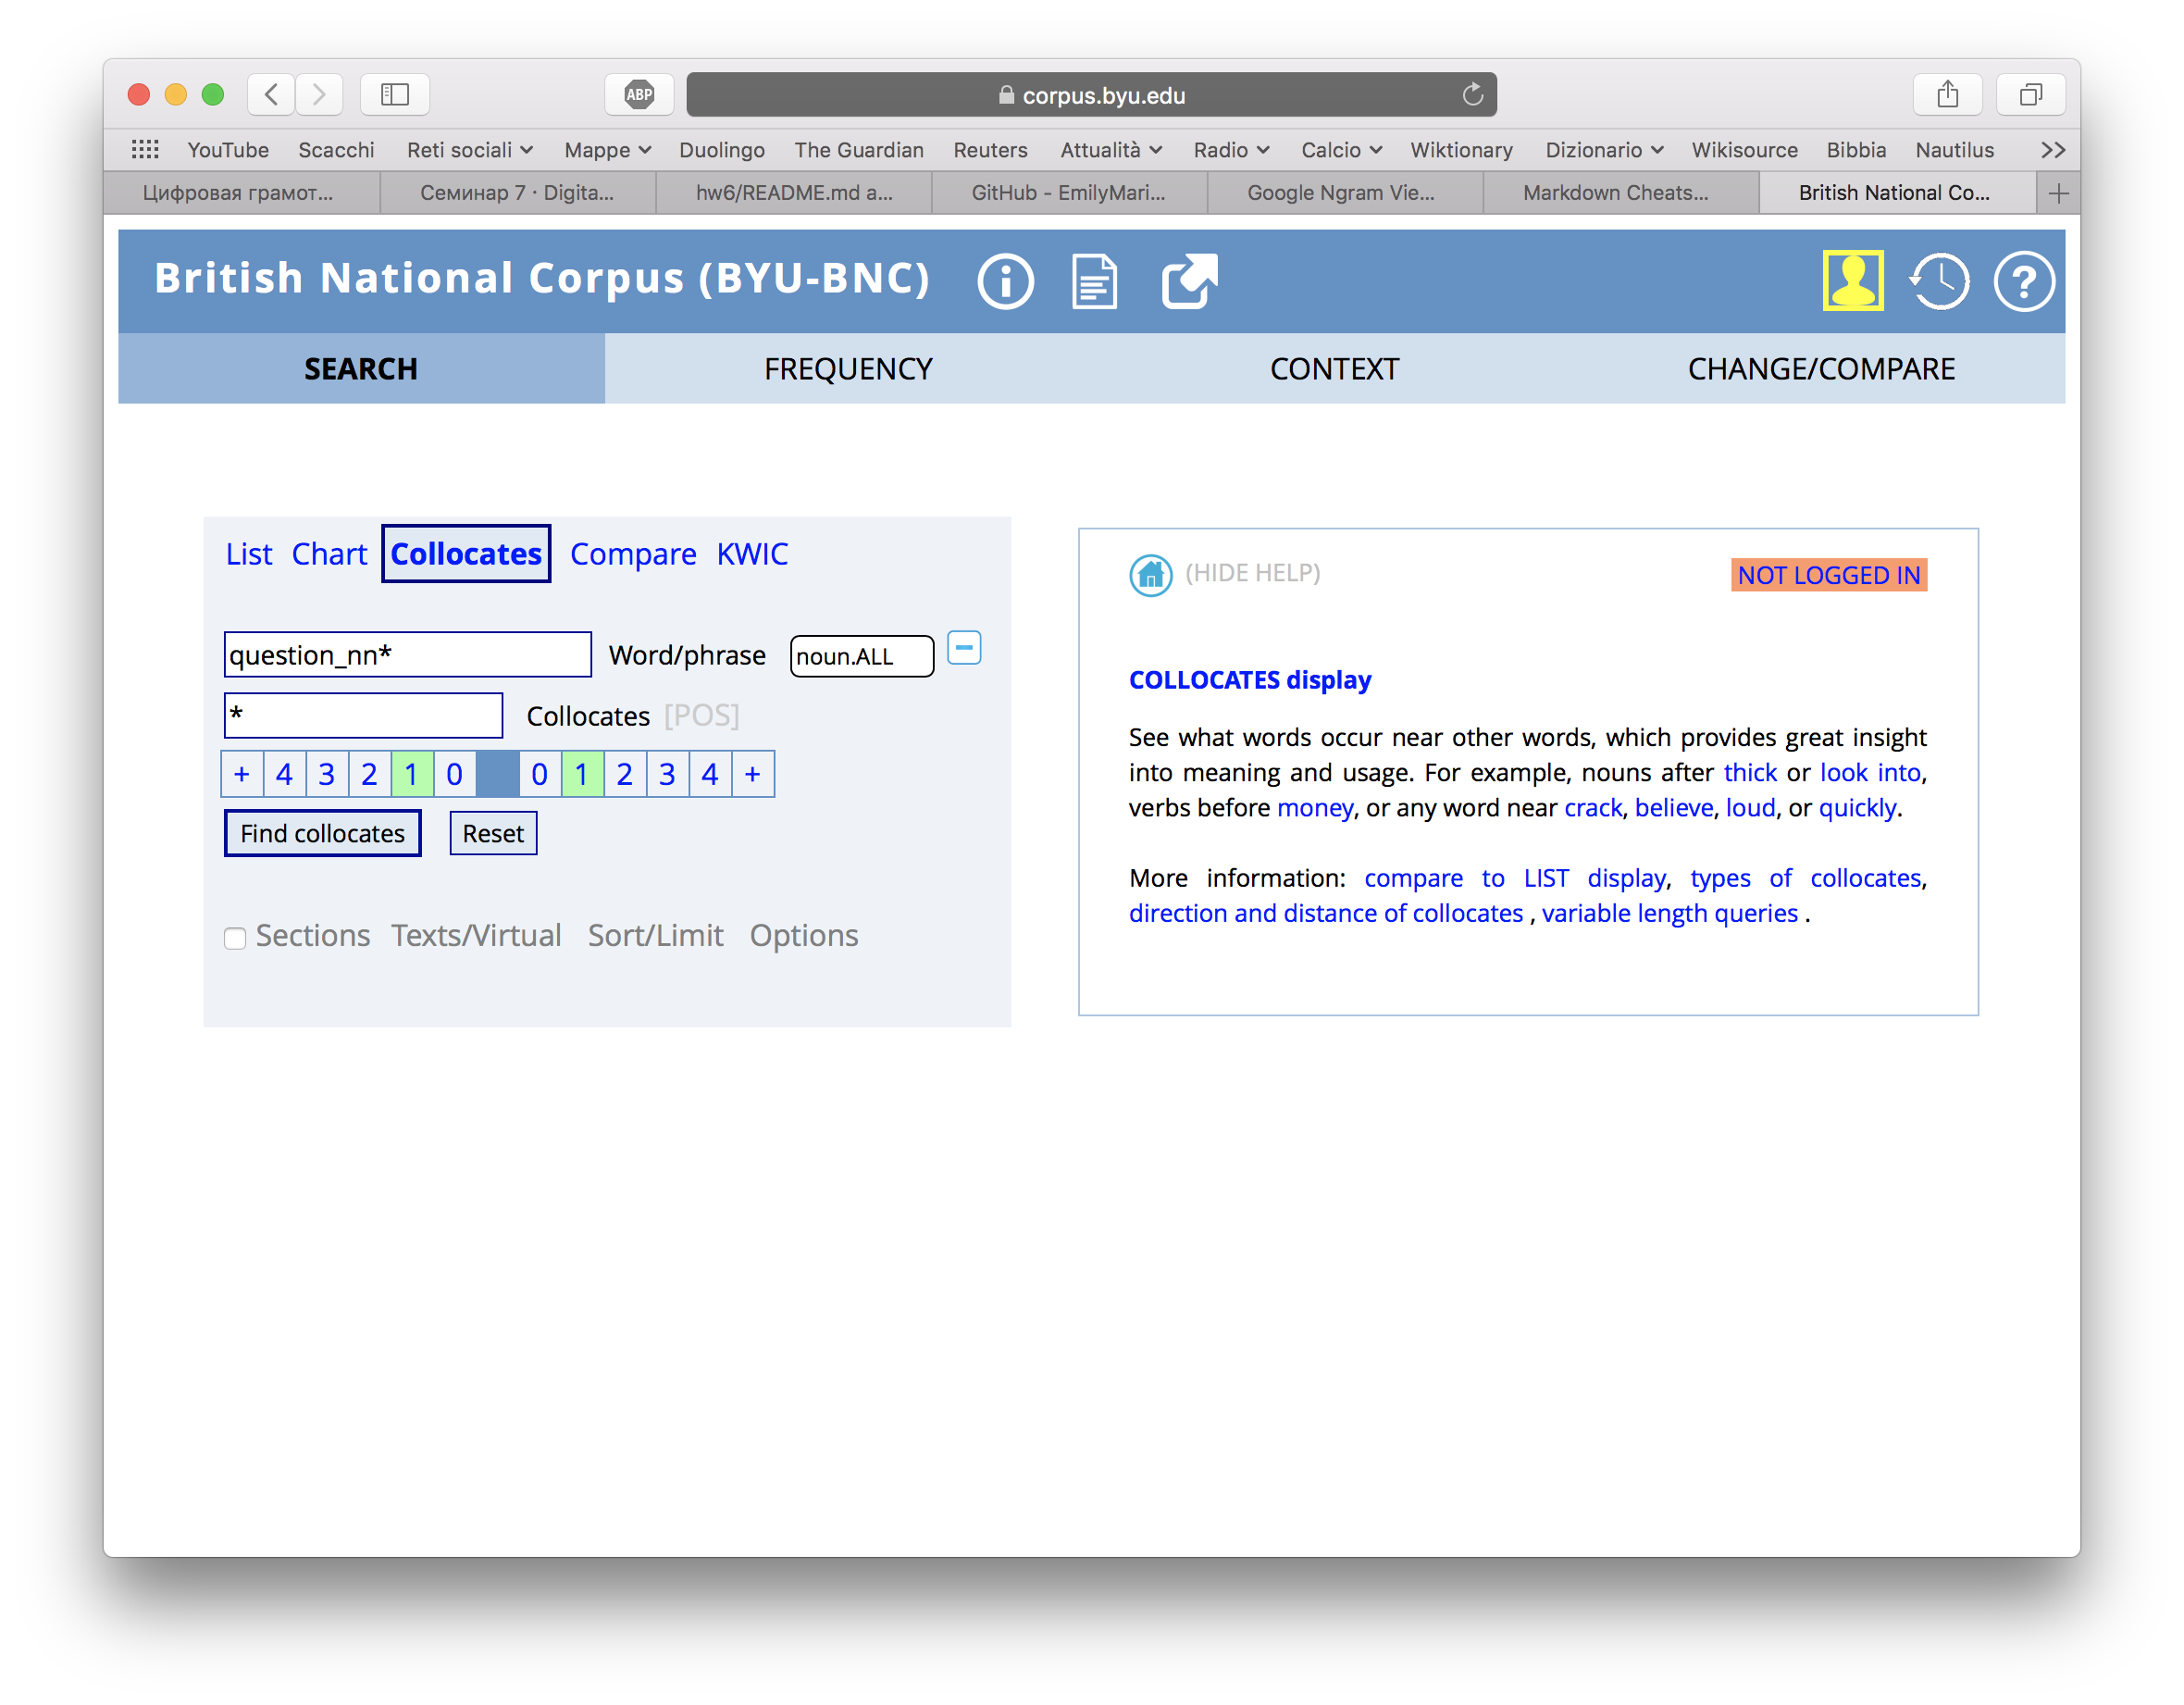 ABP
corpus.byu.edu
YouTube Scacchi Reti sociali Mappe Duolingo The Guardian Reuters Attualità Radio Calcio Wiktionary Dizionario Wikisource Bibbia Nautilus >>
Цифровая грамот... Семинар 7 · Digita... hw6/README.md a... GitHub - EmilyMari... Google Ngram Vie... Markdown Cheats... British National Co... +
British National Corpus (BYU-BNC)
SEARCH FREQUENCY CONTEXT CHANGE/COMPARE
List Chart Collocates Compare KWIC
question_nn* Word/phrase noun.ALL
* Collocates [POS]
+ 4 3 2 1 0 0 1 2 3 4 +
Find collocates Reset
Sections Texts/Virtual Sort/Limit Options
(HIDE HELP) NOT LOGGED IN
COLLOCATES display
See what words occur near other words, which provides great insight
into meaning and usage. For example, nouns after thick or look into,
verbs before money, or any word near crack, believe, loud, or quickly.
More information: compare to LIST display, types of collocates,
direction and distance of collocates , variable length queries .